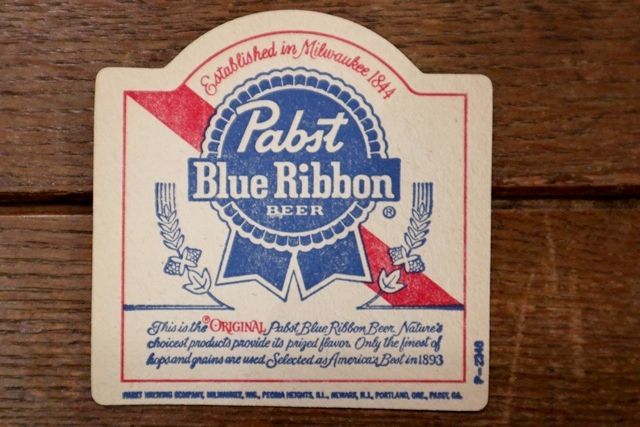 Established in Milwaukee 1844
Pabst
Blue Ribbon
BEER
®
This is the ®ORIGINAL Pabst Blue Ribbon Beer. Nature's
choicest products provide its prized flavor. Only the finest of
hops and grains are used. Selected as America's Best in 1893
P-2346
PABST BREWING COMPANY, MILWAUKEE, WIS., PEORIA HEIGHTS, ILL., NEWARK, N.J., PORTLAND, ORE., PABST, GA.